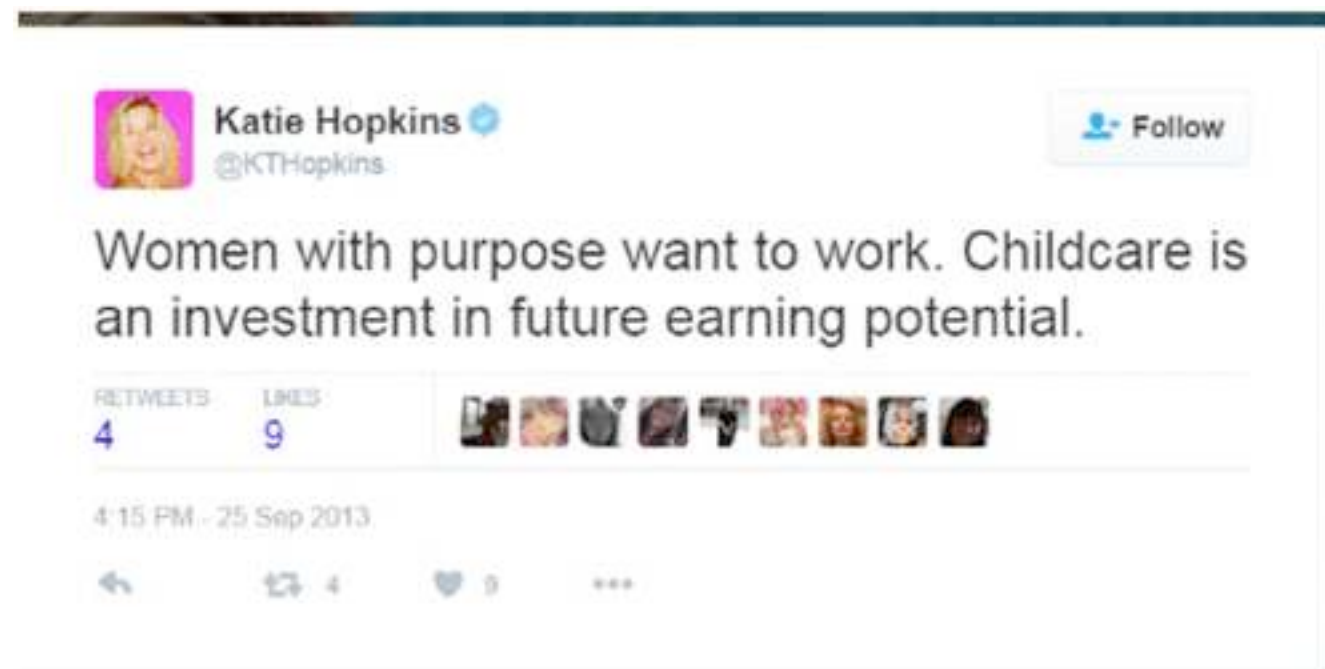 Katie Hopkins
@KTHopkins
Follow
Women with purpose want to work. Childcare is
an investment in future earning potential.
RETWEETS LIKES
4 9
4:15 PM - 25 Sep 2013
4 9